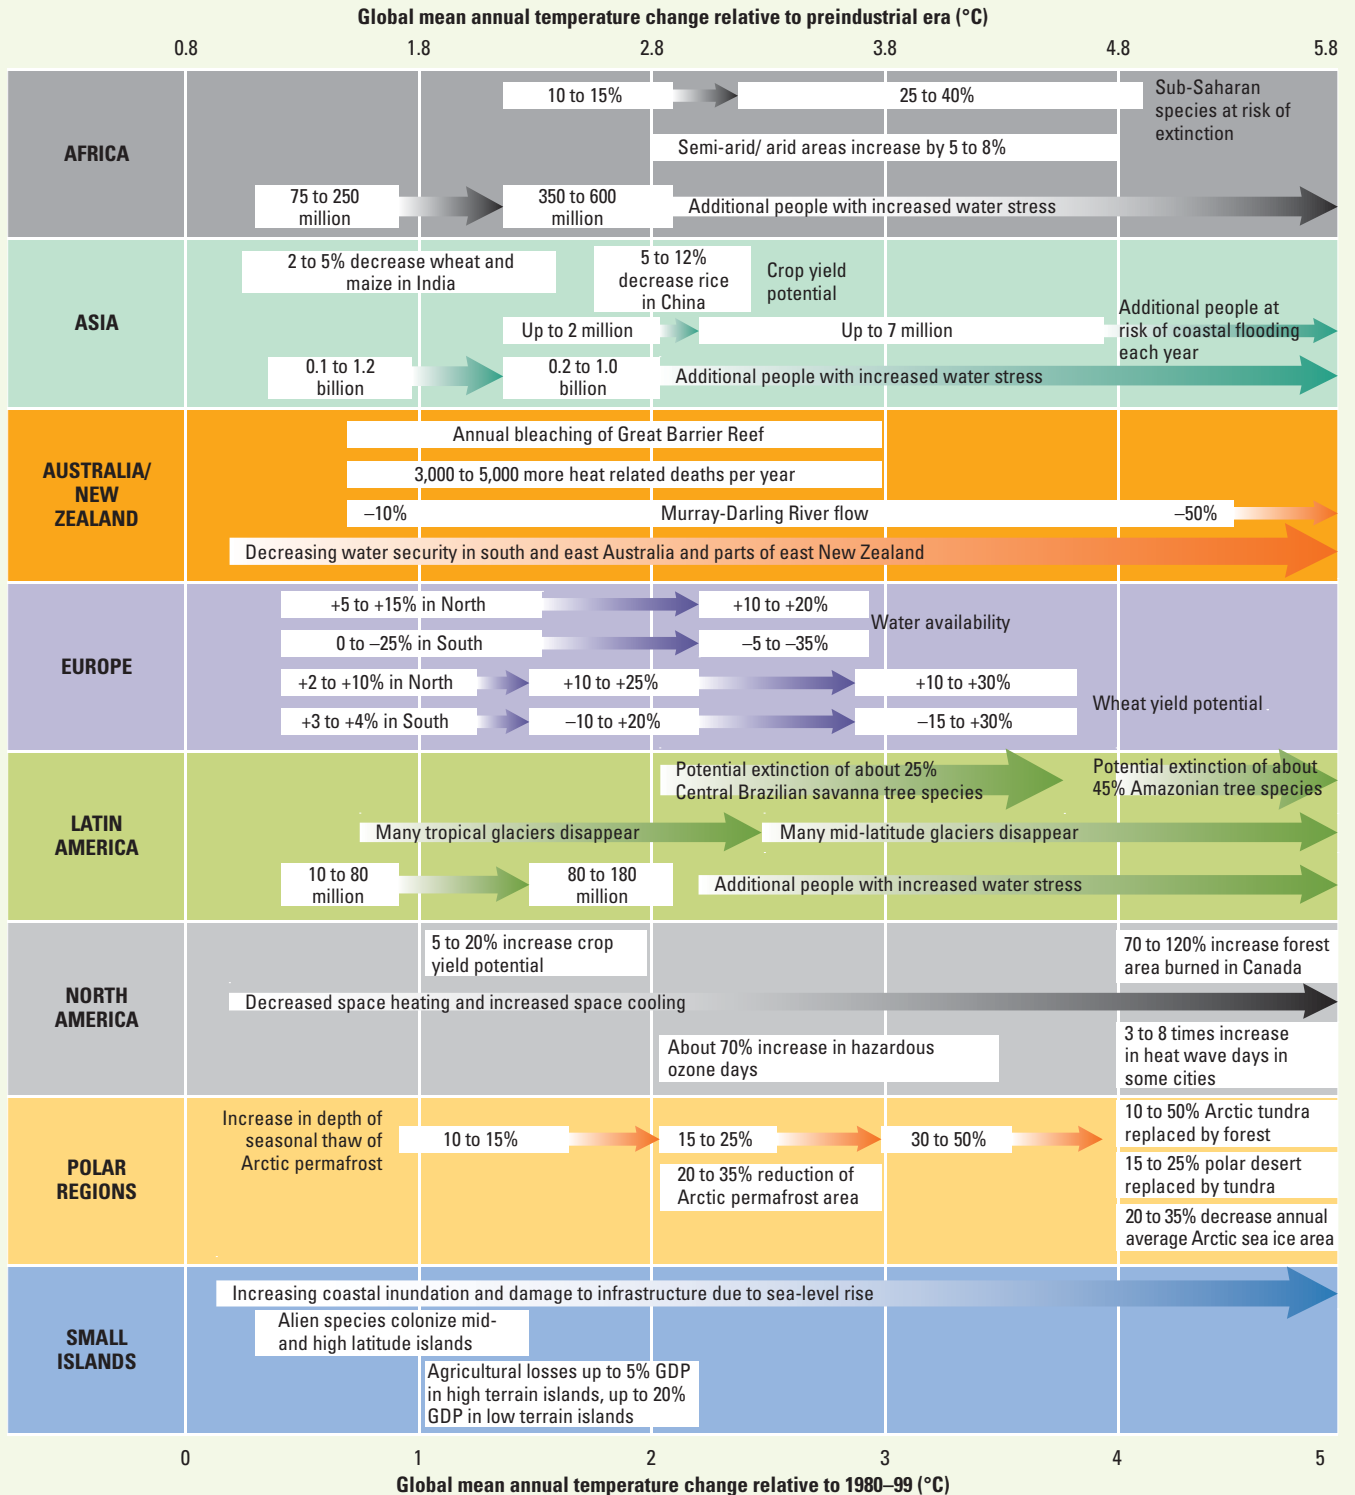 Global mean annual temperature change relative to preindustrial era (°C)
0.8 1.8 2.8 3.8 4.8 5.8
AFRICA
10 to 15%
25 to 40%
Sub-Saharan
species at risk of
extinction
Semi-arid/ arid areas increase by 5 to 8%
75 to 250
million
350 to 600
million
Additional people with increased water stress
ASIA
2 to 5% decrease wheat and
maize in India
5 to 12%
decrease rice
in China
Crop yield
potential
Up to 2 million
Up to 7 million
Additional people at
risk of coastal flooding
each year
0.1 to 1.2
billion
0.2 to 1.0
billion
Additional people with increased water stress
AUSTRALIA/
NEW
ZEALAND
Annual bleaching of Great Barrier Reef
3,000 to 5,000 more heat related deaths per year
–10% Murray-Darling River flow –50%
Decreasing water security in south and east Australia and parts of east New Zealand
EUROPE
+5 to +15% in North
+10 to +20%
Water availability
0 to –25% in South
–5 to –35%
+2 to +10% in North
+10 to +25%
+10 to +30%
Wheat yield potential
+3 to +4% in South
–10 to +20%
–15 to +30%
LATIN
AMERICA
Potential extinction of about 25%
Central Brazilian savanna tree species
Potential extinction of about
45% Amazonian tree species
Many tropical glaciers disappear
Many mid-latitude glaciers disappear
10 to 80
million
80 to 180
million
Additional people with increased water stress
NORTH
AMERICA
5 to 20% increase crop
yield potential
70 to 120% increase forest
area burned in Canada
Decreased space heating and increased space cooling
About 70% increase in hazardous
ozone days
3 to 8 times increase
in heat wave days in
some cities
POLAR
REGIONS
Increase in depth of
seasonal thaw of
Arctic permafrost
10 to 15%
15 to 25%
30 to 50%
10 to 50% Arctic tundra
replaced by forest
20 to 35% reduction of
Arctic permafrost area
15 to 25% polar desert
replaced by tundra
20 to 35% decrease annual
average Arctic sea ice area
SMALL
ISLANDS
Increasing coastal inundation and damage to infrastructure due to sea-level rise
Alien species colonize mid-
and high latitude islands
Agricultural losses up to 5% GDP
in high terrain islands, up to 20%
GDP in low terrain islands
0 1 2 3 4 5
Global mean annual temperature change relative to 1980–99 (°C)